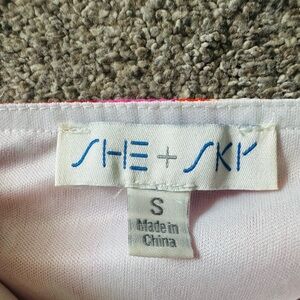 SHE + SKY
S
Made in
China